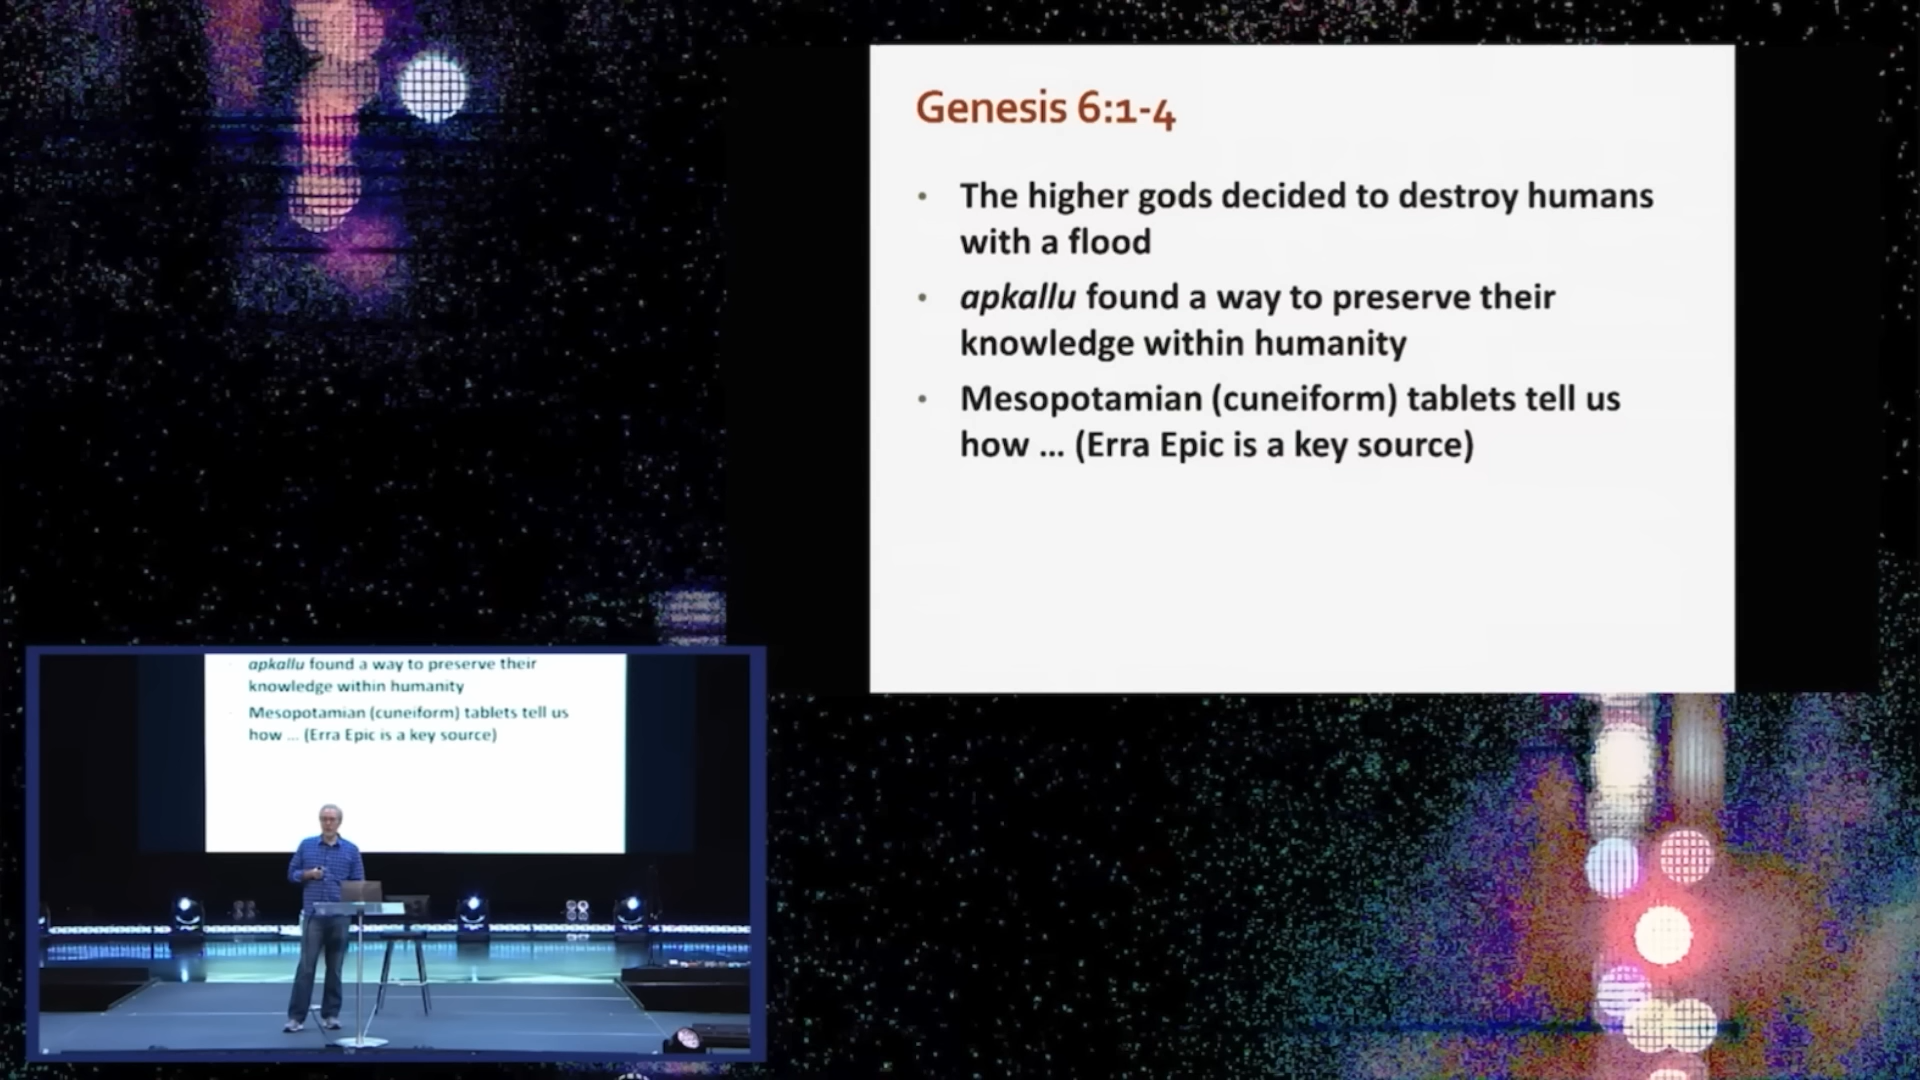 Genesis 6:1-4
• The higher gods decided to destroy humans
with a flood
• apkallu found a way to preserve their
knowledge within humanity
• Mesopotamian (cuneiform) tablets tell us
how ... (Erra Epic is a key source)
apkallu found a way to preserve their
knowledge within humanity
Mesopotamian (cuneiform) tablets tell us
how ... (Erra Epic is a key source)